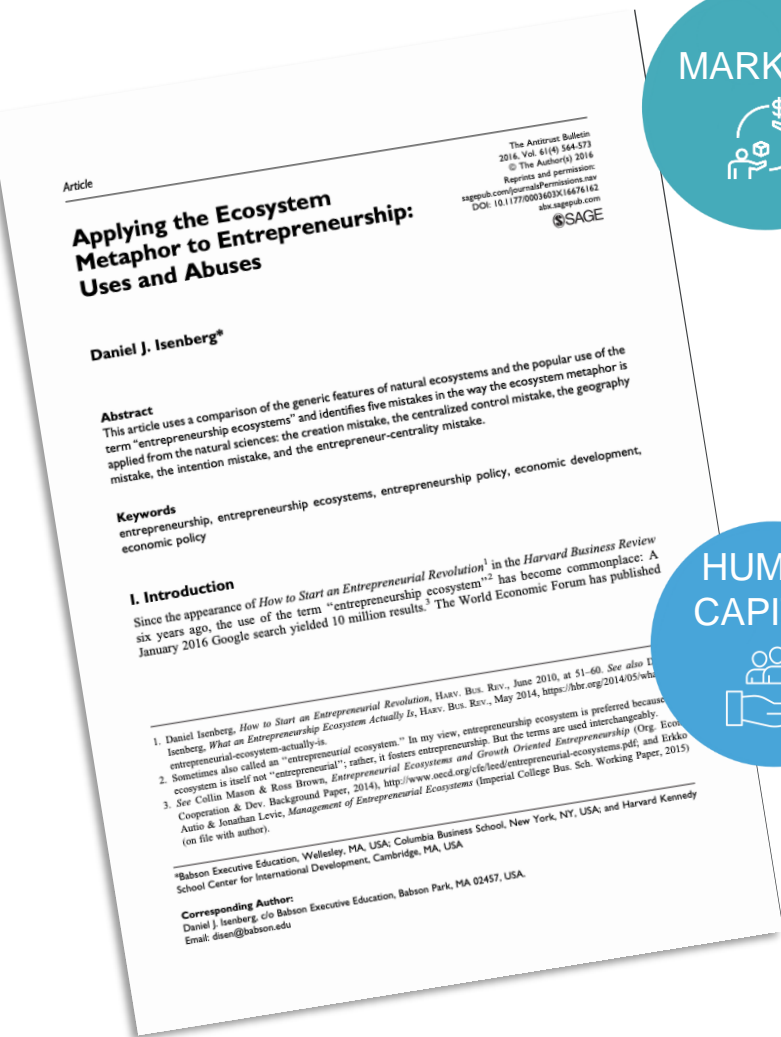 Article
The Antitrust Bulletin
2016, Vol. 61(4) 564-573
© The Author(s) 2016
Reprints and permission:
sagepub.com/journalsPermissions.nav
DOI: 10.1177/0003603X16676162
abx.sagepub.com
SAGE
Applying the Ecosystem
Metaphor to Entrepreneurship:
Uses and Abuses
Daniel J. Isenberg*
Abstract
This article uses a comparison of the generic features of natural ecosystems and the popular use of the
term “entrepreneurship ecosystems” and identifies five mistakes in the way the ecosystem metaphor is
applied from the natural sciences: the creation mistake, the centralized control mistake, the geography
mistake, the intention mistake, and the entrepreneur-centrality mistake.
Keywords
entrepreneurship, entrepreneurship ecosystems, entrepreneurship policy, economic development,
economic policy
I. Introduction
Since the appearance of How to Start an Entrepreneurial Revolution1 in the Harvard Business Review
six years ago, the use of the term “entrepreneurship ecosystem”2 has become commonplace: A
January 2016 Google search yielded 10 million results.3 The World Economic Forum has published
1. Daniel Isenberg, How to Start an Entrepreneurial Revolution, HARV. BUS. REV., June 2010, at 51–60. See also D
Isenberg, What an Entrepreneurship Ecosystem Actually Is, HARV. BUS. REV., May 2014, https://hbr.org/2014/05/wha
entrepreneurial-ecosystem-actually-is.
2. Sometimes also called an “entrepreneurial ecosystem.” In my view, entrepreneurship ecosystem is preferred because
ecosystem is itself not “entrepreneurial”; rather, it fosters entrepreneurship. But the terms are used interchangeably.
3. See Collin Mason & Ross Brown, Entrepreneurial Ecosystems and Growth Oriented Entrepreneurship (Org. Econ.
Cooperation & Dev. Background Paper, 2014), http://www.oecd.org/cfe/leed/entrepreneurial-ecosystems.pdf; and Erkko
Autio & Jonathan Levie, Management of Entrepreneurial Ecosystems (Imperial College Bus. Sch. Working Paper, 2015)
(on file with author).
*Babson Executive Education, Wellesley, MA, USA; Columbia Business School, New York, NY, USA; and Harvard Kennedy
School Center for International Development, Cambridge, MA, USA
Corresponding Author:
Daniel J. Isenberg, c/o Babson Executive Education, Babson Park, MA 02457, USA.
Email: disen@babson.edu
MARK
HUM
CAPI